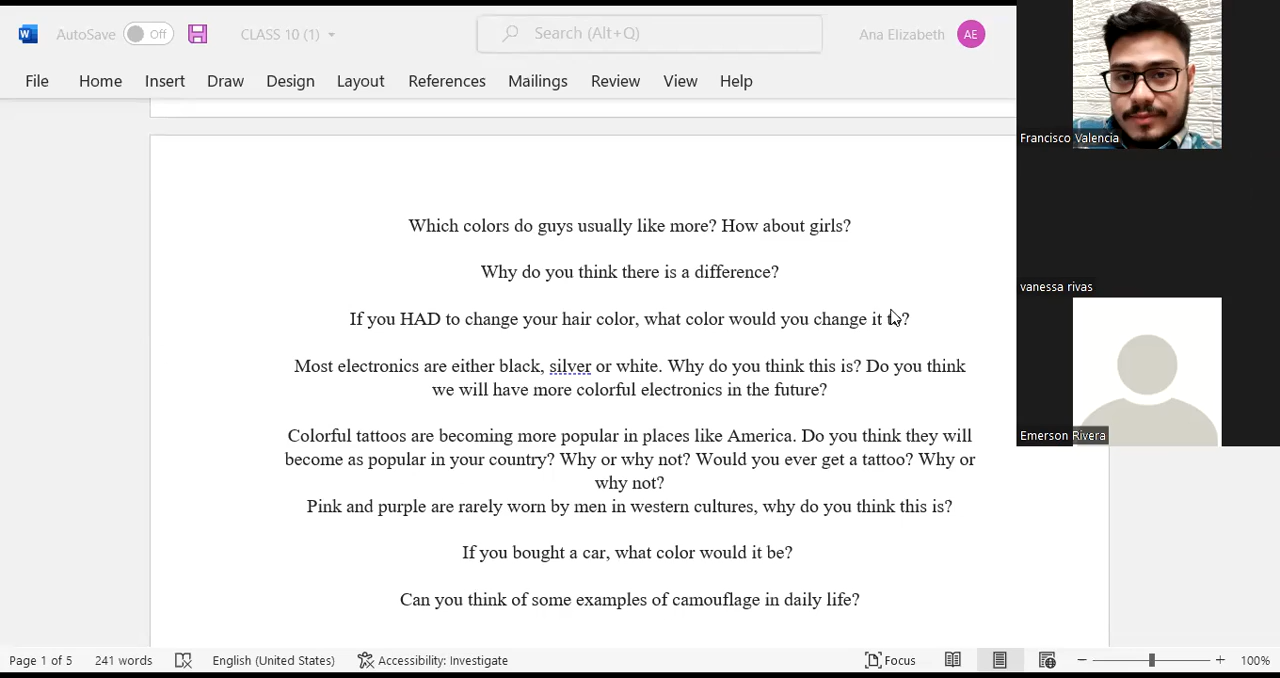 AutoSave Off CLASS 10 (1) Search (Alt+Q) Ana Elizabeth AE
File Home Insert Draw Design Layout References Mailings Review View Help
Which colors do guys usually like more? How about girls?
Why do you think there is a difference?
If you HAD to change your hair color, what color would you change it to?
Most electronics are either black, silver or white. Why do you think this is? Do you think
we will have more colorful electronics in the future?
Colorful tattoos are becoming more popular in places like America. Do you think they will
become as popular in your country? Why or why not? Would you ever get a tattoo? Why or
why not?
Pink and purple are rarely worn by men in western cultures, why do you think this is?
If you bought a car, what color would it be?
Can you think of some examples of camouflage in daily life?
Page 1 of 5 241 words English (United States) Accessibility: Investigate Focus 100%
Francisco Valencia
vanessa rivas
Emerson Rivera